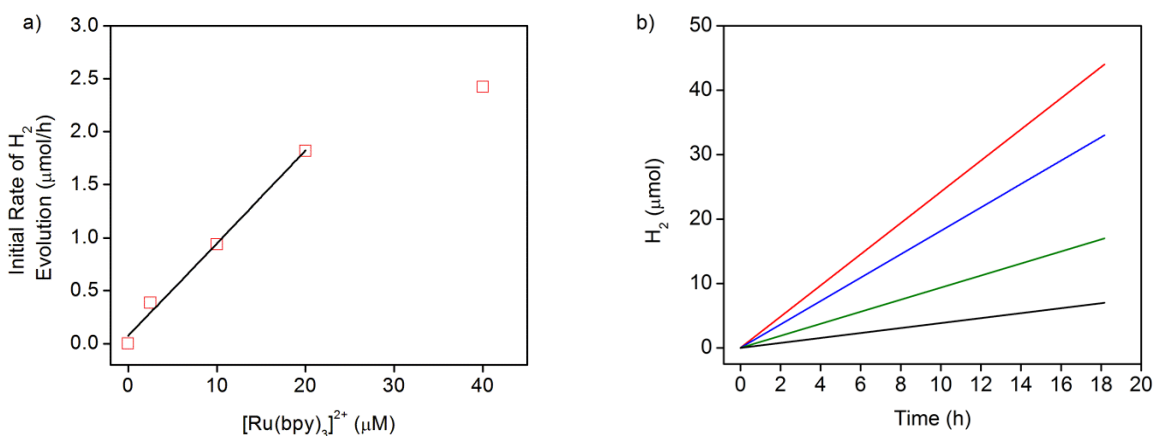 a)
Initial Rate of H₂
Evolution (μmol/h)
3.0
2.5
2.0
1.5
1.0
0.5
0.0
0 10 20 30 40
[Ru(bpy)₃]²⁺ (μM)
b)
H₂ (μmol)
50
40
30
20
10
0
0 2 4 6 8 10 12 14 16 18 20
Time (h)